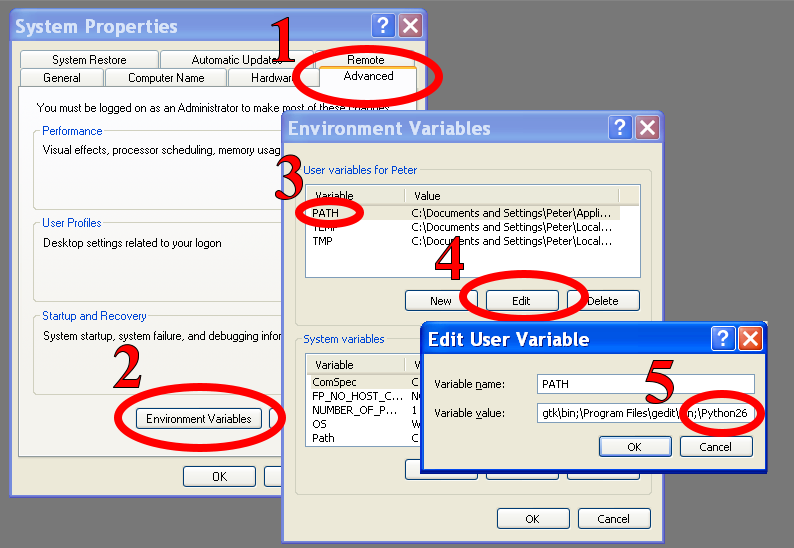 System Properties
1
System Restore
Automatic Updates
Remote
General
Computer Name
Hardware
Advanced
You must be logged on as an Administrator to make most of these changes.
Performance
Visual effects, processor scheduling, memory usag
User Profiles
Desktop settings related to your logon
Startup and Recovery
System startup, system failure, and debugging infor
2
Environment Variables
OK
Environment Variables
3
User variables for Peter
Variable Value
PATH C:\Documents and Settings\Peter\Appli...
TEMP C:\Documents and Settings\Peter\Local...
TMP C:\Documents and Settings\Peter\Local...
4
New
Edit
Delete
System variables
Variable
ComSpec C
FP_NO_HOST_C...
NUMBER_OF_P... 1
OS
Path C
OK
Cancel
Edit User Variable
5
Variable name: PATH
Variable value: gtk\bin;\Program Files\gedit\bin;\Python26
OK
Cancel